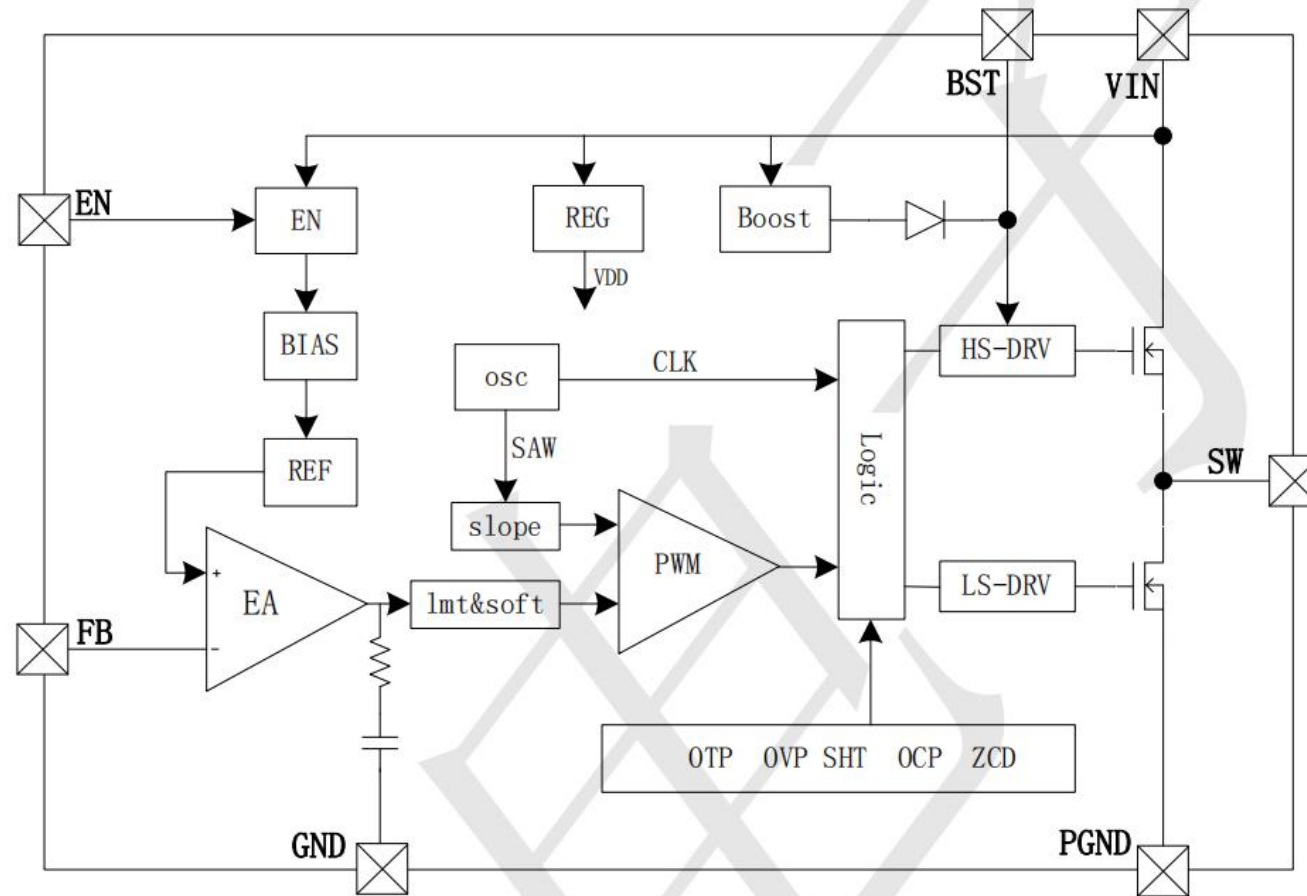 BST
VIN
EN
EN
REG
Boost
VDD
BIAS
HS-DRV
osc
CLK
SAW
Logic
REF
SW
slope
PWM
+
EA
lmt&soft
LS-DRV
FB
-
OTP OVP SHT OCP ZCD
GND
PGND